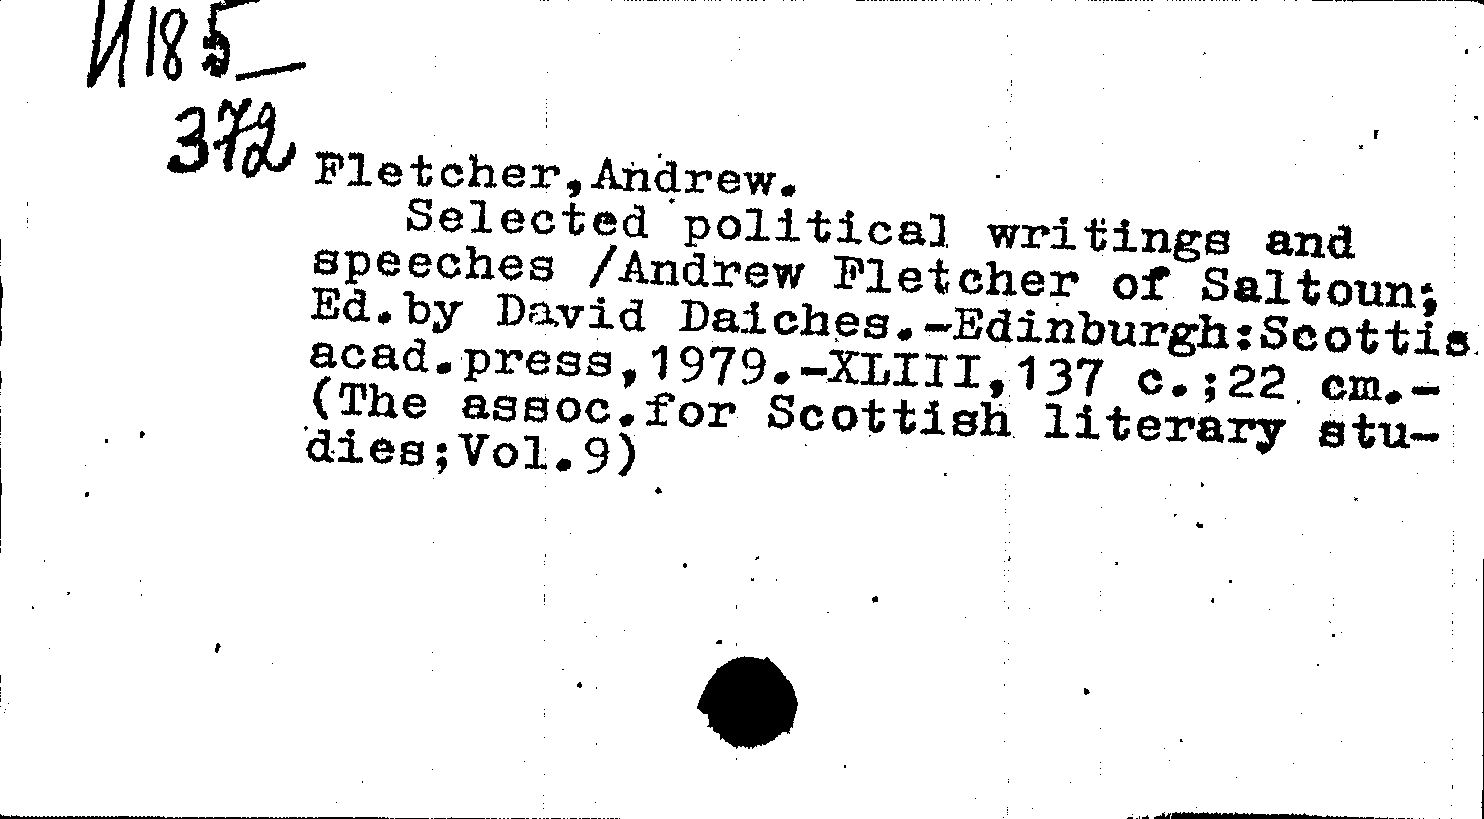 И185
372
Fletcher,Andrew.
Selected political writings and
speeches /Andrew Fletcher of Saltoun;
Ed.by David Daiches.-Edinburgh:Scottis
acad.press,1979.-XLIII,137 c.;22 cm.-
(The assoc.for Scottish literary stu-
dies;Vol.9)